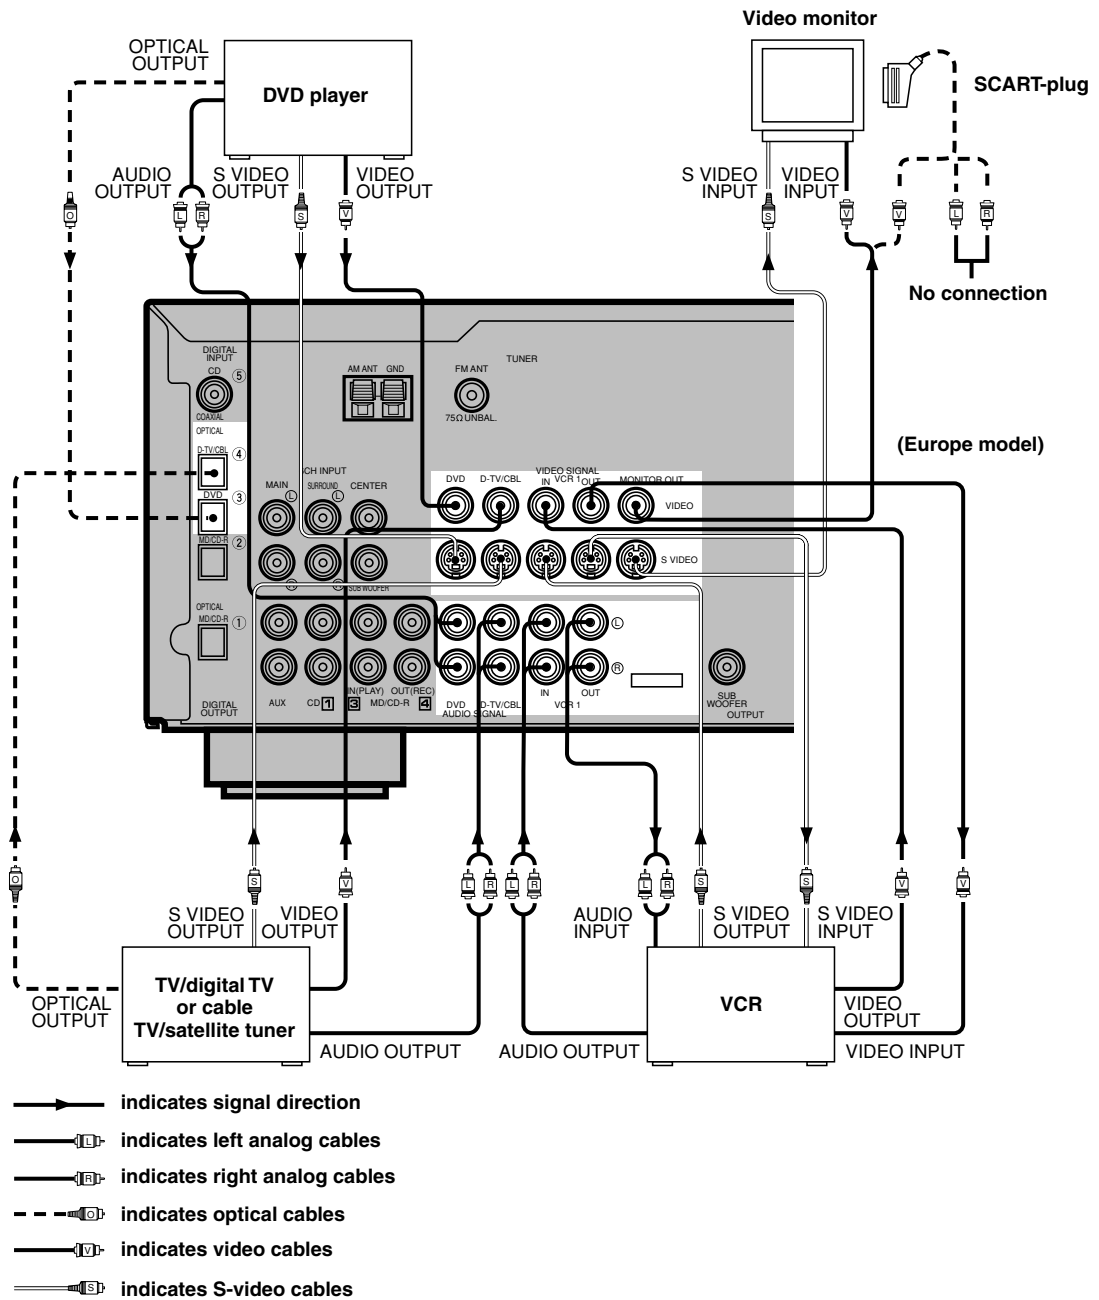 Video monitor
SCART-plug
OPTICAL
OUTPUT
DVD player
AUDIO
OUTPUT
S VIDEO
OUTPUT
VIDEO
OUTPUT
S VIDEO
INPUT
VIDEO
INPUT
O
L
R
S
V
S
V
V
L
R
No connection
(Europe model)
DIGITAL
INPUT
CD
5
COAXIAL
OPTICAL
D-TV/CBL
4
DVD
3
MD/CD-R
2
OPTICAL
MD/CD-R
1
DIGITAL
OUTPUT
AM ANT
GND
FM ANT
75Ω UNBAL.
TUNER
CH INPUT
MAIN
L
SURROUND
L
CENTER
R
R
SUB WOOFER
AUX
CD
1
IN(PLAY)
3
OUT(REC)
MD/CD-R
4
VIDEO SIGNAL
DVD
D-TV/CBL
IN
VCR 1
OUT
MONITOR OUT
VIDEO
S VIDEO
L
R
DVD
D-TV/CBL
AUDIO SIGNAL
IN
OUT
VCR 1
SUB
WOOFER
OUTPUT
O
S
V
L
R
L
R
L
R
S
S
V
V
S VIDEO
OUTPUT
VIDEO
OUTPUT
AUDIO
INPUT
S VIDEO
OUTPUT
S VIDEO
INPUT
OPTICAL
OUTPUT
TV/digital TV
or cable
TV/satellite tuner
AUDIO OUTPUT
AUDIO OUTPUT
VCR
VIDEO
OUTPUT
VIDEO INPUT
indicates signal direction
L
indicates left analog cables
R
indicates right analog cables
O
indicates optical cables
V
indicates video cables
S
indicates S-video cables